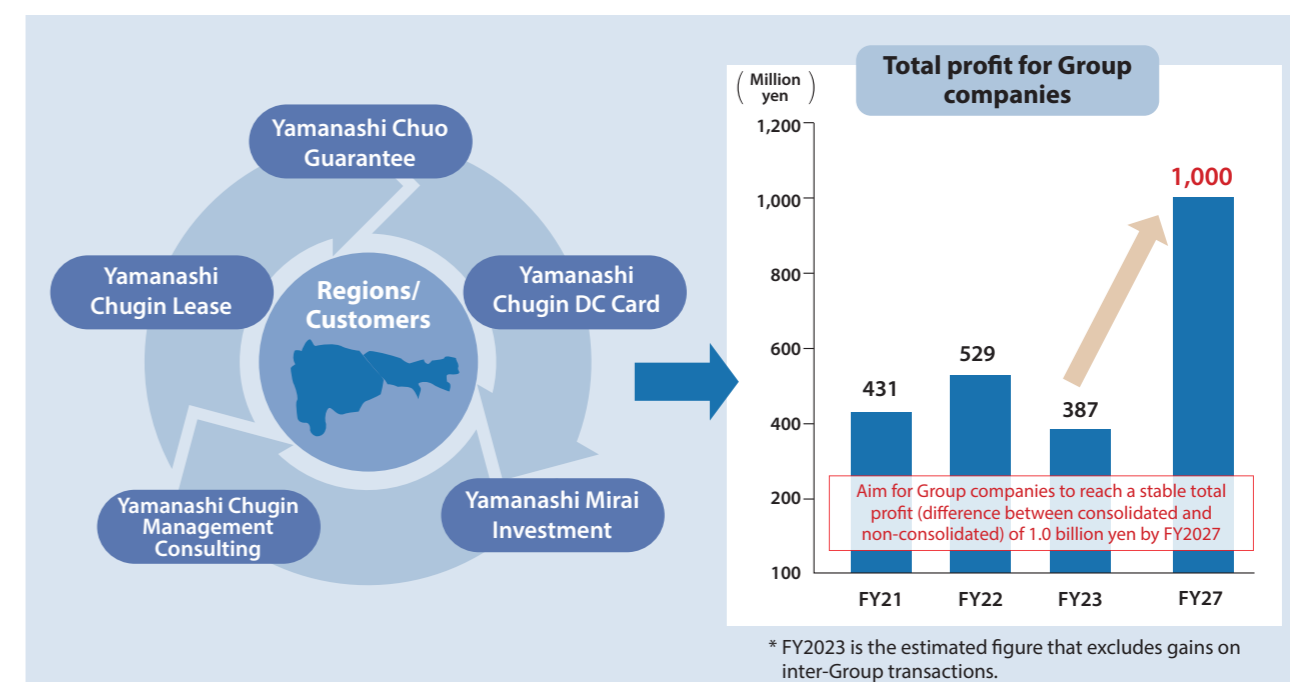 Yamanashi Chuo
Guarantee
Yamanashi
Chugin Lease
Regions/
Customers
Yamanashi
Chugin DC Card
Yamanashi Chugin
Management
Consulting
Yamanashi Mirai
Investment
Total profit for Group
companies
(Million
yen)
1,200
1,000
800
600
400
200
100
431
529
387
1,000
Aim for Group companies to reach a stable total
profit (difference between consolidated and
non-consolidated) of 1.0 billion yen by FY2027
FY21
FY22
FY23
FY27
* FY2023 is the estimated figure that excludes gains on
inter-Group transactions.